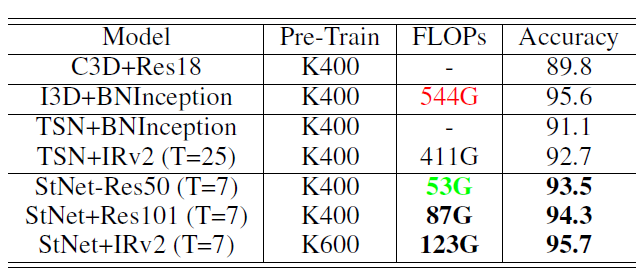 Model Pre-Train FLOPs Accuracy
C3D+Res18 K400 - 89.8
I3D+BNInception K400 544G 95.6
TSN+BNInception K400 - 91.1
TSN+IRv2 (T=25) K400 411G 92.7
StNet-Res50 (T=7) K400 53G 93.5
StNet+Res101 (T=7) K400 87G 94.3
StNet+IRv2 (T=7) K600 123G 95.7